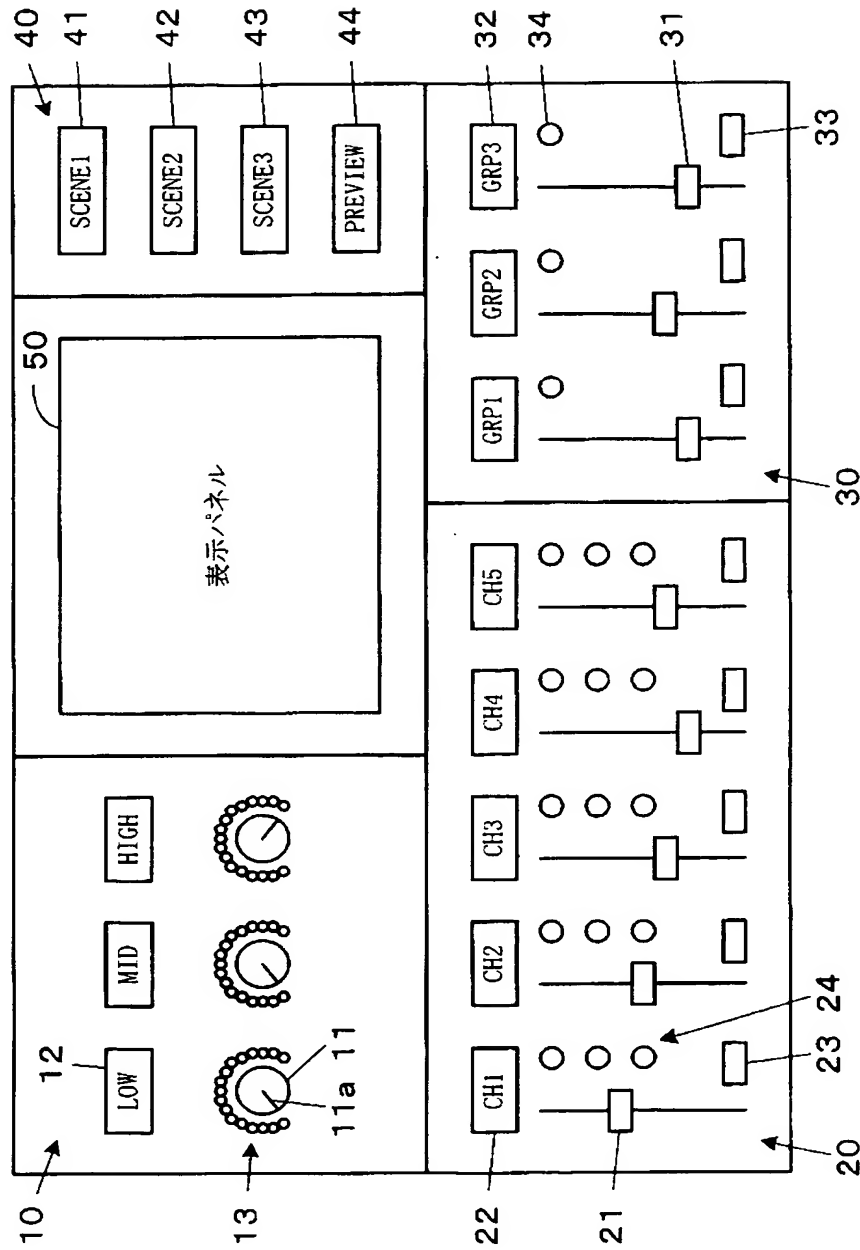 10
12
LOW
MID
HIGH
13
11a
11
50
表示パネル
40
SCENE1
41
SCENE2
42
SCENE3
43
PREVIEW
44
22
CH1
CH2
CH3
CH4
CH5
21
24
23
20
GRP1
GRP2
GRP3
32
34
31
33
30